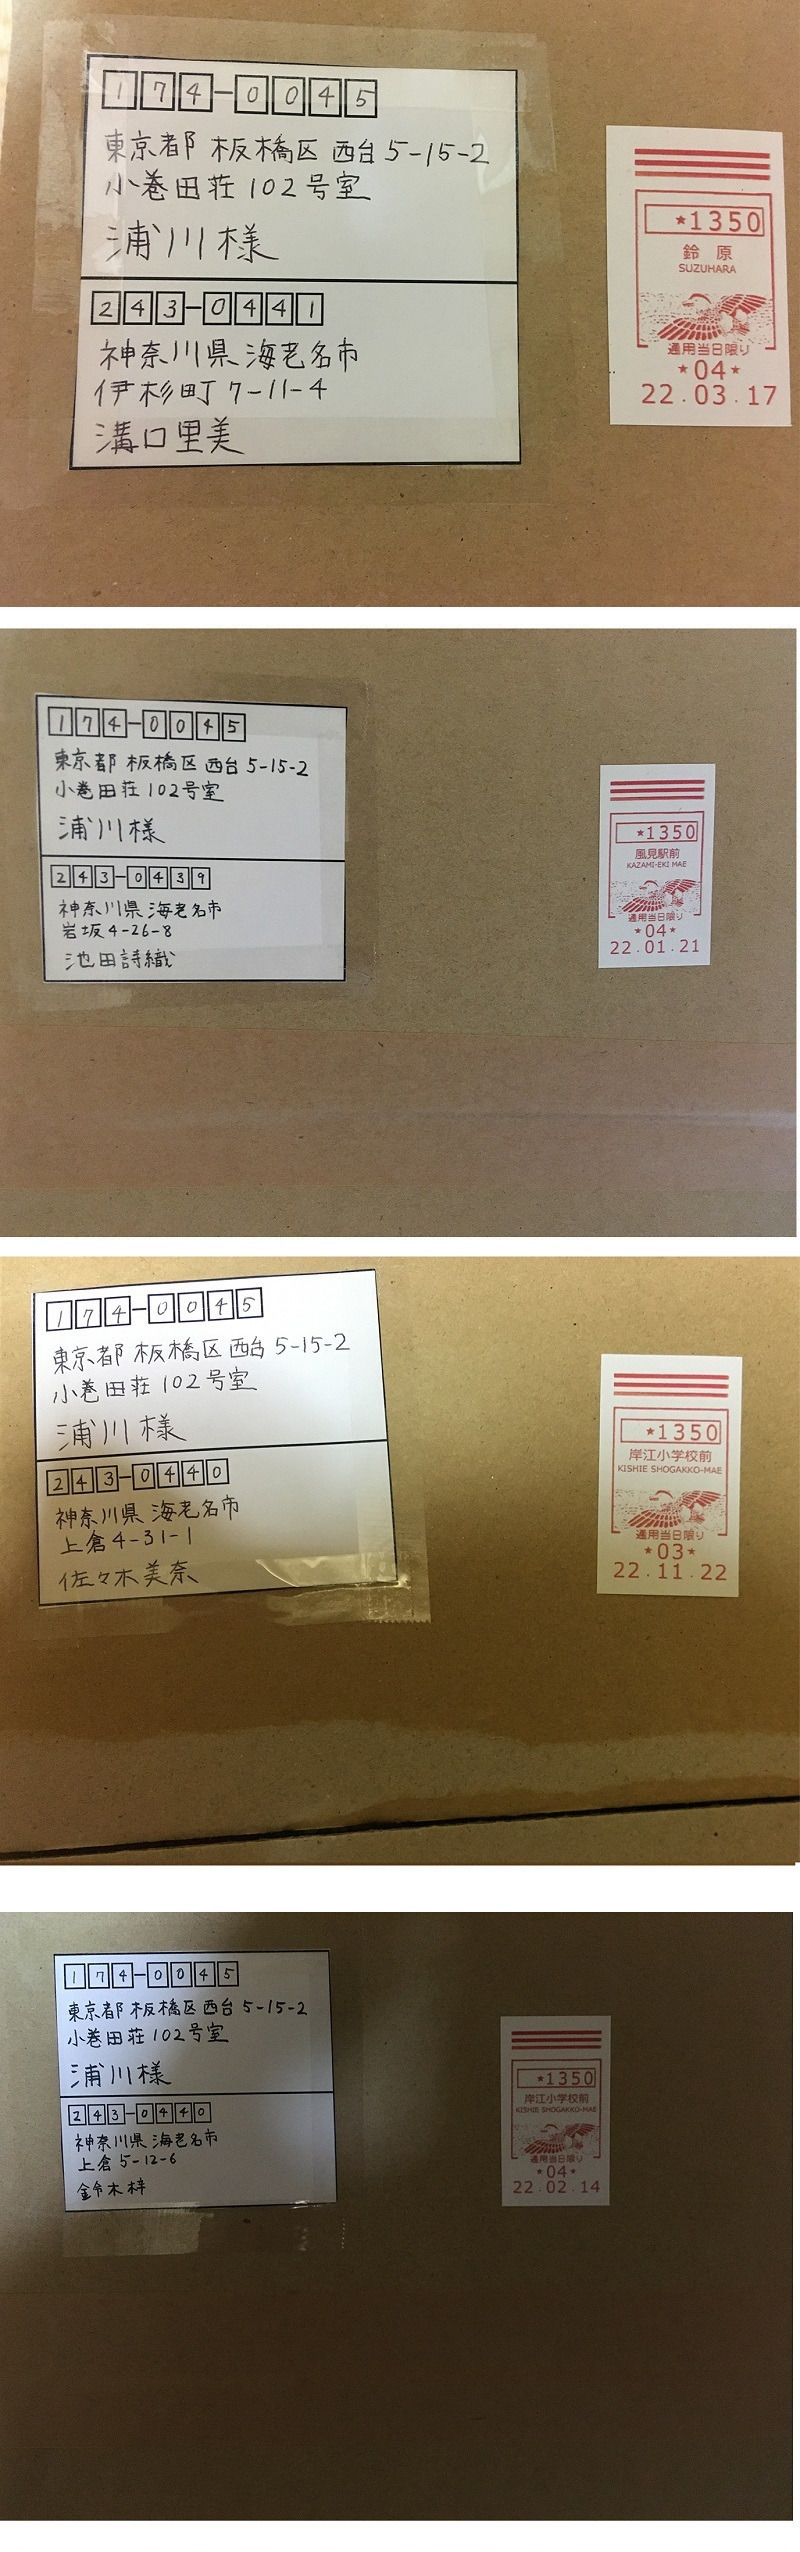 174-0045
東京都 板橋区 西台 5-15-2
小巻田荘 102号室
浦川様
243-0441
神奈川県 海老名市
伊杉町 7-11-4
溝口里美
★1350
鈴 原
SUZUHARA
通用当日限り
★04★
22.03.17
174-0045
東京都 板橋区 西台 5-15-2
小巻田荘 102号室
浦川様
243-0439
神奈川県 海老名市
岩坂 4-26-8
池田詩織
★1350
風見駅前
KAZAMI-EKI MAE
通用当日限り
★04★
22.01.21
174-0045
東京都 板橋区 西台 5-15-2
小巻田荘 102号室
浦川様
243-0440
神奈川県 海老名市
上倉 4-31-1
佐々木美奈
★1350
岸江小学校前
KISHIE SHOGAKKO-MAE
通用当日限り
★03★
22.11.22
174-0045
東京都 板橋区 西台 5-15-2
小巻田荘 102号室
浦川様
243-0440
神奈川県 海老名市
上倉 5-12-6
鈴木梓
★1350
岸江小学校前
KISHIE SHOGAKKO-MAE
通用当日限り
★04★
22.02.14